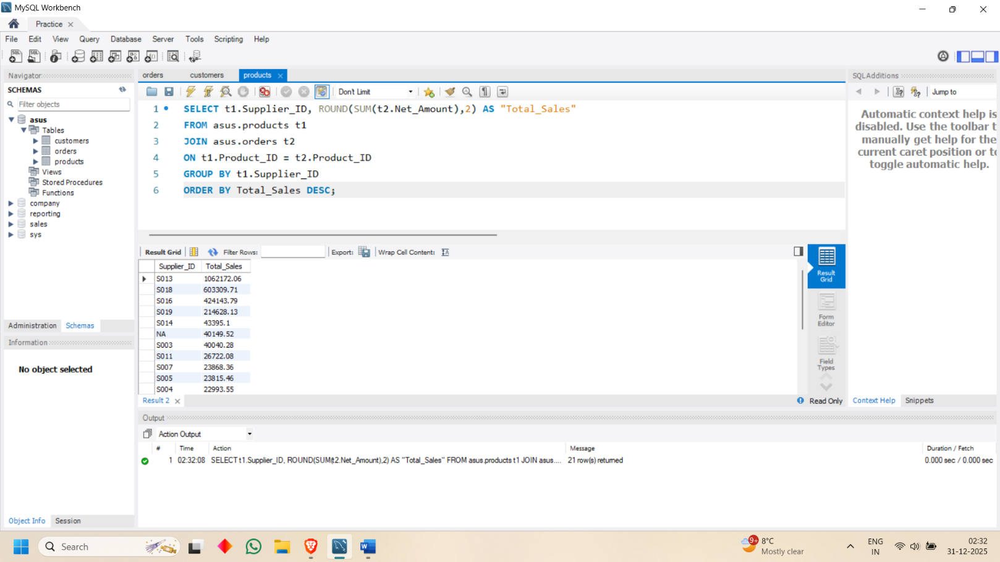 MySQL Workbench
Practice
File Edit View Query Database Server Tools Scripting Help
Navigator
SCHEMAS
Filter objects
asus
Tables
customers
orders
products
Views
Stored Procedures
Functions
company
reporting
sales
sys
Administration Schemas
Information
No object selected
Object Info Session
orders customers products
Don't Limit
1 SELECT t1.Supplier_ID, ROUND(SUM(t2.Net_Amount),2) AS "Total_Sales"
2 FROM asus.products t1
3 JOIN asus.orders t2
4 ON t1.Product_ID = t2.Product_ID
5 GROUP BY t1.Supplier_ID
6 ORDER BY Total_Sales DESC;
Result Grid Filter Rows: Export: Wrap Cell Content:
Supplier_ID Total_Sales
S013 1062172.06
S018 603309.71
S016 424143.79
S019 214628.13
S014 43395.1
NA 40149.52
S003 40040.28
S011 26722.08
S007 23868.36
S005 23815.46
S004 22993.55
Result Grid
Form Editor
Field Types
Result 2
Read Only
SQLAdditions
Jump to
Automatic context help is
disabled. Use the toolbar t
manually get help for the
current caret position or to
toggle automatic help.
Context Help Snippets
Output
Action Output
# Time Action Message Duration / Fetch
1 02:32:08 SELECT t1.Supplier_ID, ROUND(SUM(t2.Net_Amount),2) AS "Total_Sales" FROM asus.products t1 JOIN asus.... 21 row(s) returned 0.000 sec / 0.000 sec
Search
9+
8°C
Mostly clear
ENG
IN
02:32
31-12-2025